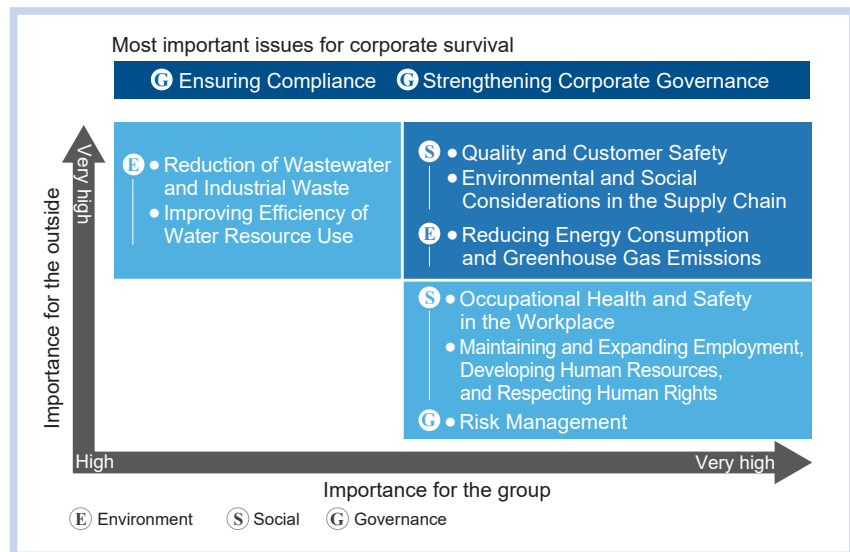 Most important issues for corporate survival
G Ensuring Compliance G Strengthening Corporate Governance
Very high
Importance for the outside
E • Reduction of Wastewater
and Industrial Waste
• Improving Efficiency of
Water Resource Use
S • Quality and Customer Safety
• Environmental and Social
Considerations in the Supply Chain
E • Reducing Energy Consumption
and Greenhouse Gas Emissions
S • Occupational Health and Safety
in the Workplace
• Maintaining and Expanding Employment,
Developing Human Resources,
and Respecting Human Rights
G • Risk Management
High
Very high
Importance for the group
E Environment S Social G Governance